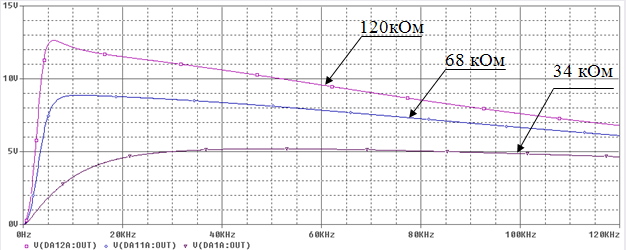 15V
120кОм
68 кОм
34 кОм
10V
5V
0V
0Hz 20KHz 40KHz 60KHz 80KHz 100KHz 120KHz
V(DA12A:OUT) V(DA11A:OUT) V(DA1A:OUT)